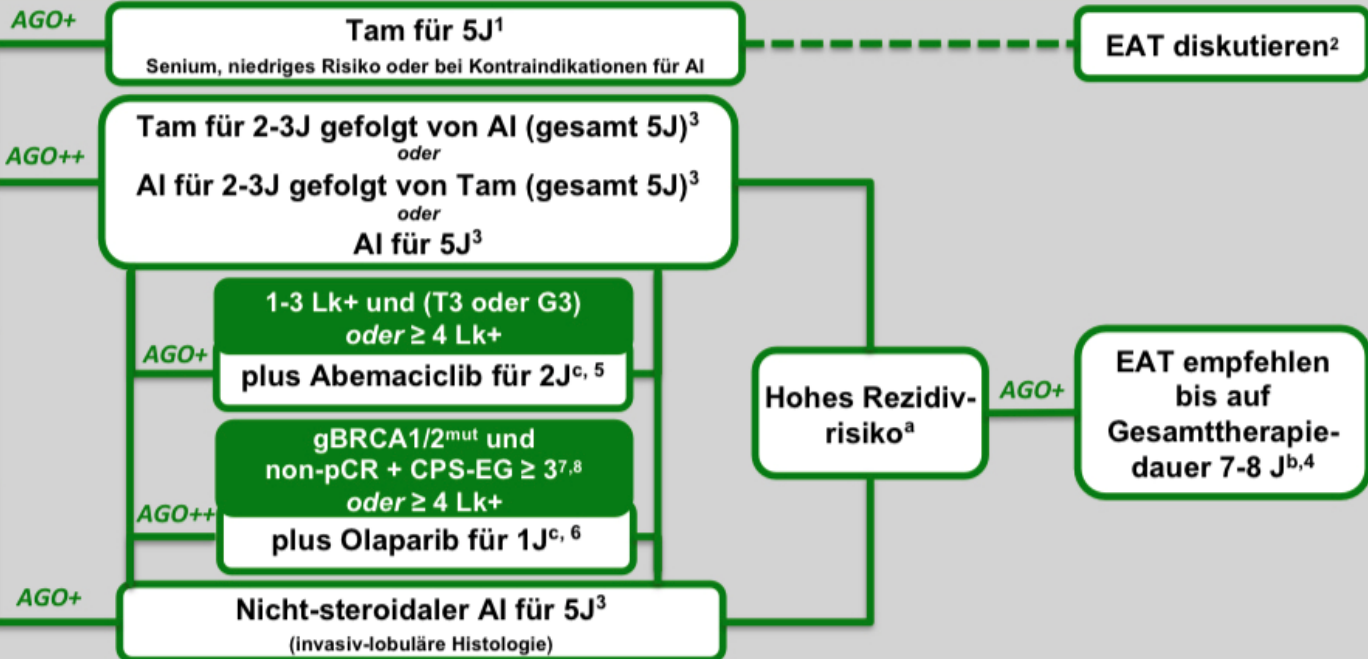 AGO+
Tam für 5J¹
Senium, niedriges Risiko oder bei Kontraindikationen für AI
EAT diskutieren²
AGO++
Tam für 2-3J gefolgt von AI (gesamt 5J)³
oder
AI für 2-3J gefolgt von Tam (gesamt 5J)³
oder
AI für 5J³
1-3 Lk+ und (T3 oder G3)
oder ≥ 4 Lk+
AGO+
plus Abemaciclib für 2Jᶜ, ⁵
gBRCA1/2ᵐᵘᵗ und
non-pCR + CPS-EG ≥ 3⁷,⁸
oder ≥ 4 Lk+
AGO++
plus Olaparib für 1Jᶜ, ⁶
AGO+
Nicht-steroidaler AI für 5J³
(invasiv-lobuläre Histologie)
Hohes Rezidiv-
risikoᵃ
AGO+
EAT empfehlen
bis auf
Gesamttherapie-
dauer 7-8 Jᵇ,⁴